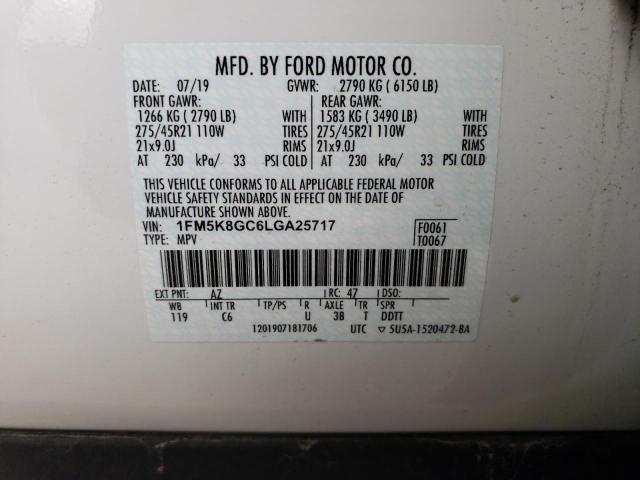 MFD. BY FORD MOTOR CO.
DATE: 07/19 GVWR: 2790 KG ( 6150 LB)
FRONT GAWR: REAR GAWR:
1266 KG ( 2790 LB) WITH 1583 KG ( 3490 LB) WITH
275/45R21 110W TIRES 275/45R21 110W TIRES
21x9.0J RIMS 21x9.0J RIMS
AT 230 kPa/ 33 PSI COLD AT 230 kPa/ 33 PSI COLD
THIS VEHICLE CONFORMS TO ALL APPLICABLE FEDERAL MOTOR
VEHICLE SAFETY STANDARDS IN EFFECT ON THE DATE OF
MANUFACTURE SHOWN ABOVE.
VIN: 1FM5K8GC6LGA25717 F0061
TYPE: MPV T0067
EXT PNT: AZ RC: 47 DSO:
WB INT TR TP/PS R AXLE TR SPR
119 C6 U 3B T DDTT
1201907181706 UTC ▽ 5USA-1520472-BA